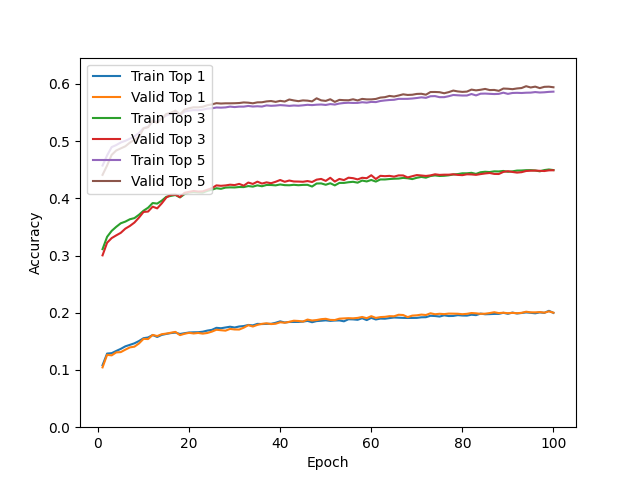 Train Top 1
Valid Top 1
Train Top 3
Valid Top 3
Train Top 5
Valid Top 5
0.6
0.5
0.4
0.3
0.2
0.1
0.0
Accuracy
0 20 40 60 80 100
Epoch